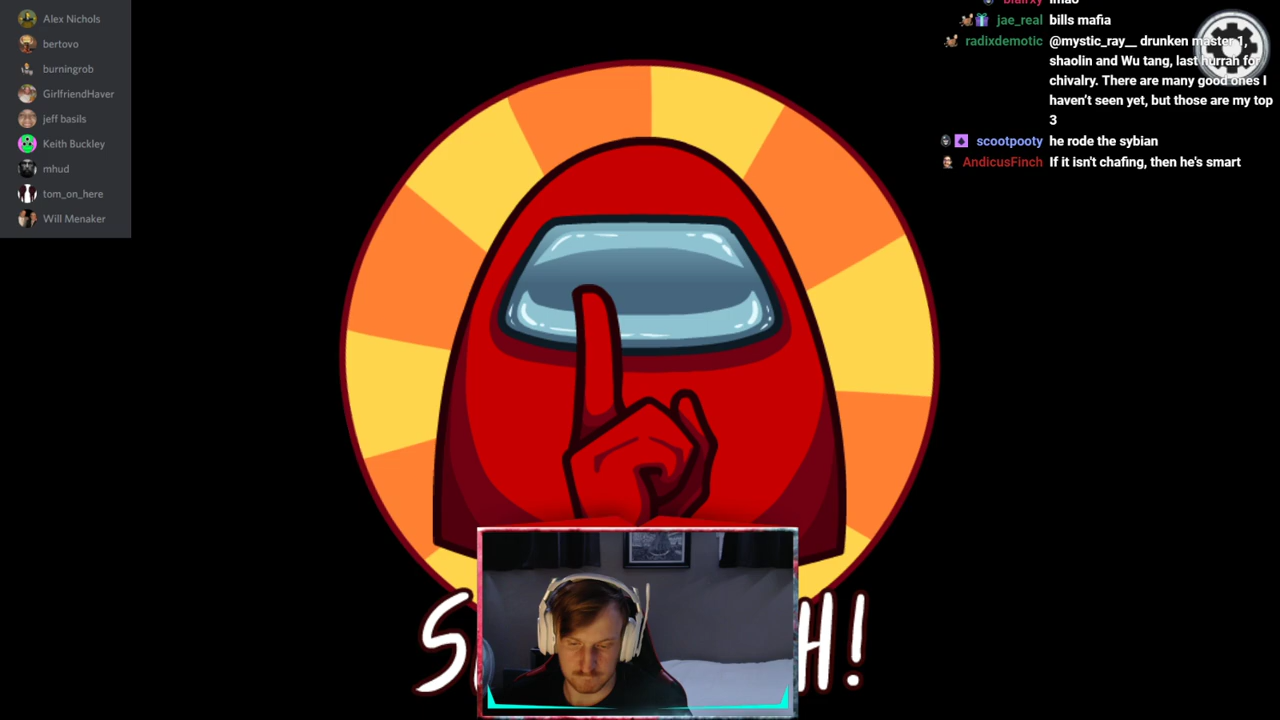 Alex Nichols
bertovo
burningrob
GirlfriendHaver
jeff basils
Keith Buckley
mhud
tom_on_here
Will Menaker
lmao
jae_real bills mafia
radixdemotic @mystic_ray__ drunken master 1,
shaolin and Wu tang, last hurrah for
chivalry. There are many good ones I
haven't seen yet, but those are my top
3
scootpooty he rode the sybian
AndicusFinch If it isn't chafing, then he's smart
S H!